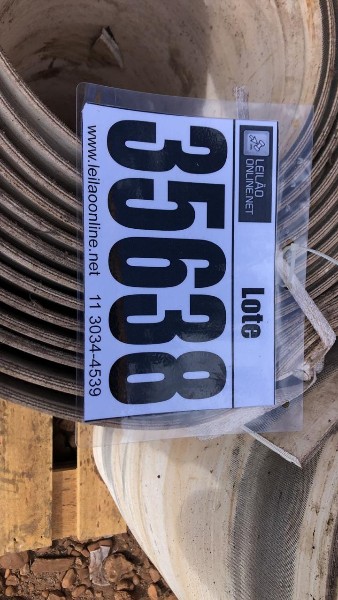 LEILÃO
ONLINE.NET
Lote
35638
www.leilaoonline.net 11 3034-4539